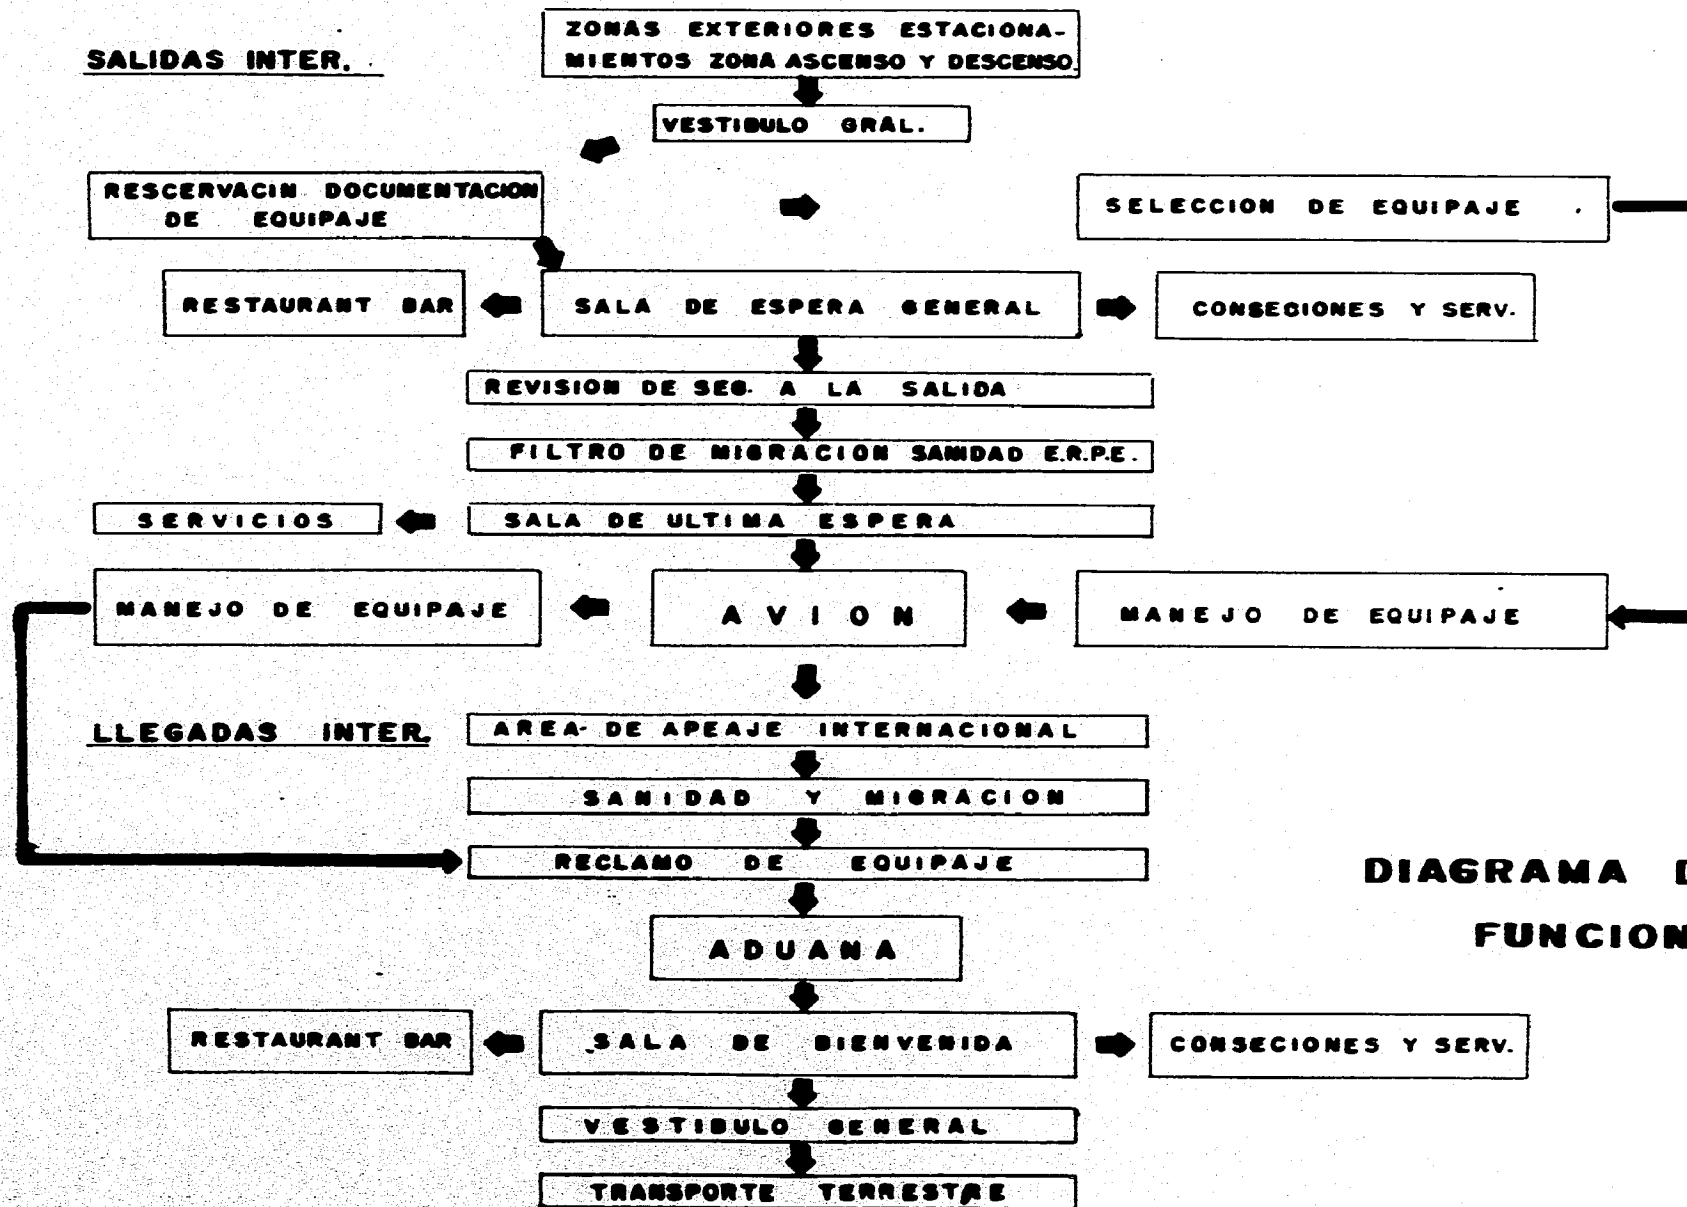 SALIDAS INTER.
ZONAS EXTERIORES ESTACIONA-
MIENTOS ZONA ASCENSO Y DESCENSO.
VESTIBULO GRAL.
RESCERVACIN DOCUMENTACION
DE EQUIPAJE
SELECCION DE EQUIPAJE
RESTAURANT BAR
SALA DE ESPERA GENERAL
CONSECIONES Y SERV.
REVISION DE SEG. A LA SALIDA
FILTRO DE MIGRACION SANIDAD E.R.P.E.
SERVICIOS
SALA DE ULTIMA ESPERA
MANEJO DE EQUIPAJE
AVION
MANEJO DE EQUIPAJE
LLEGADAS INTER.
AREA DE APEAJE INTERNACIONAL
SANIDAD Y MIGRACION
RECLAMO DE EQUIPAJE
DIAGRAMA D
FUNCION
ADUANA
RESTAURANT BAR
SALA DE BIENVENIDA
CONSECIONES Y SERV.
VESTIBULO GENERAL
TRANSPORTE TERRESTRE